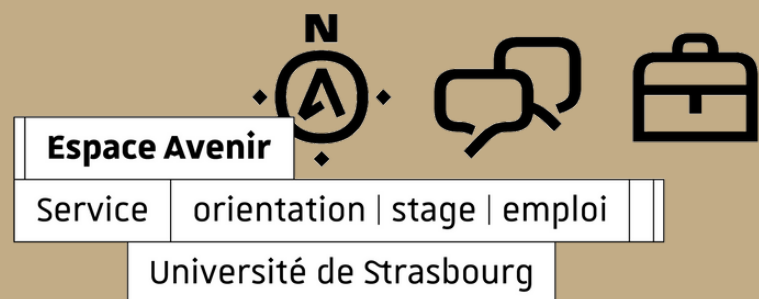 N
Espace Avenir
Service orientation | stage | emploi
Université de Strasbourg